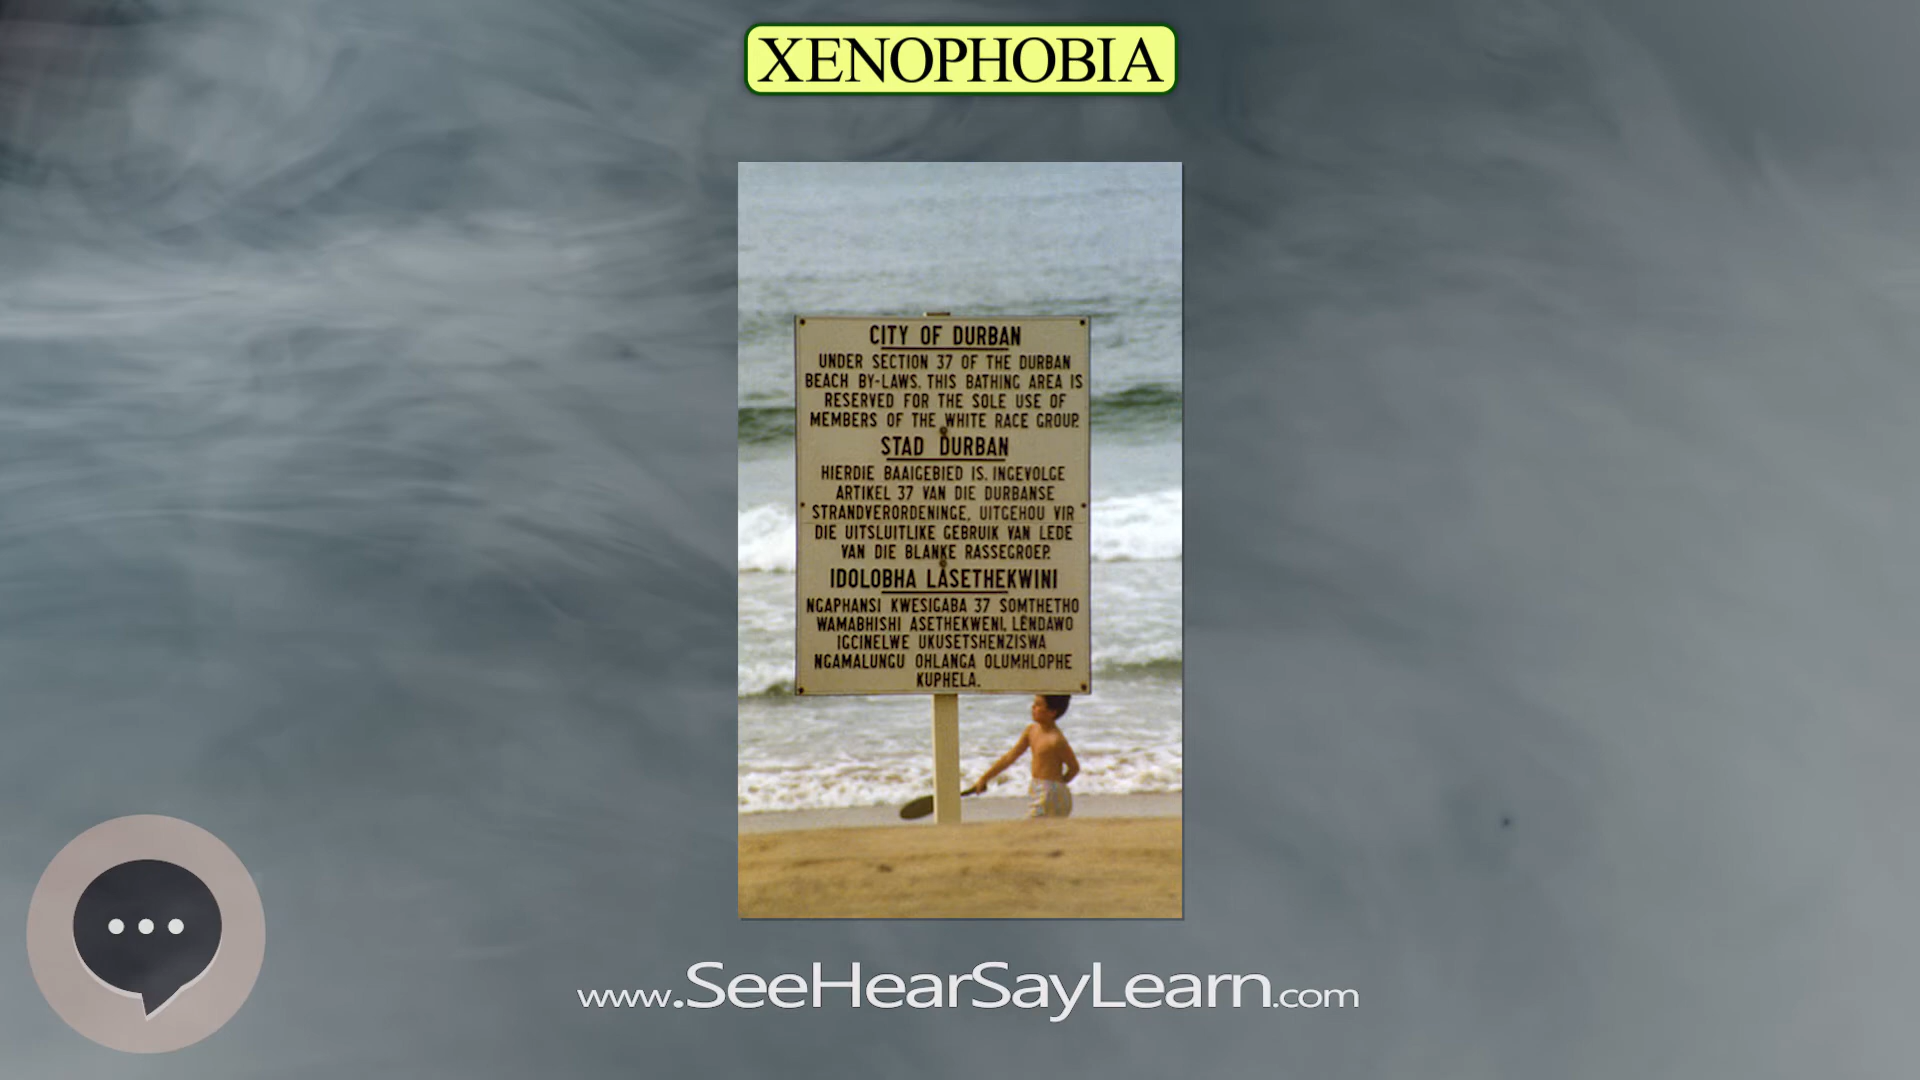 XENOPHOBIA
CITY OF DURBAN
UNDER SECTION 37 OF THE DURBAN
BEACH BY-LAWS. THIS BATHING AREA IS
RESERVED FOR THE SOLE USE OF
MEMBERS OF THE WHITE RACE GROUP.
STAD DURBAN
HIERDIE BAAIGEBIED IS. INGEVOLGE
ARTIKEL 37 VAN DIE DURBANSE
STRANDVERORDENINGE, UITGEHOU VIR
DIE UITSLUITLIKE GEBRUIK VAN LEDE
VAN DIE BLANKE RASSEGROEP.
IDOLOBHA LASETHEKWINI
NGAPHANSI KWESIGABA 37 SOMTHETHO
WAMABHISHI ASETHEKWENI, LENDAWO
IGCINELWE UKUSETSHENZISWA
NGAMALUNGU OHLANGA OLUMHLOPHE
KUPHELA.
www.SeeHearSayLearn.com